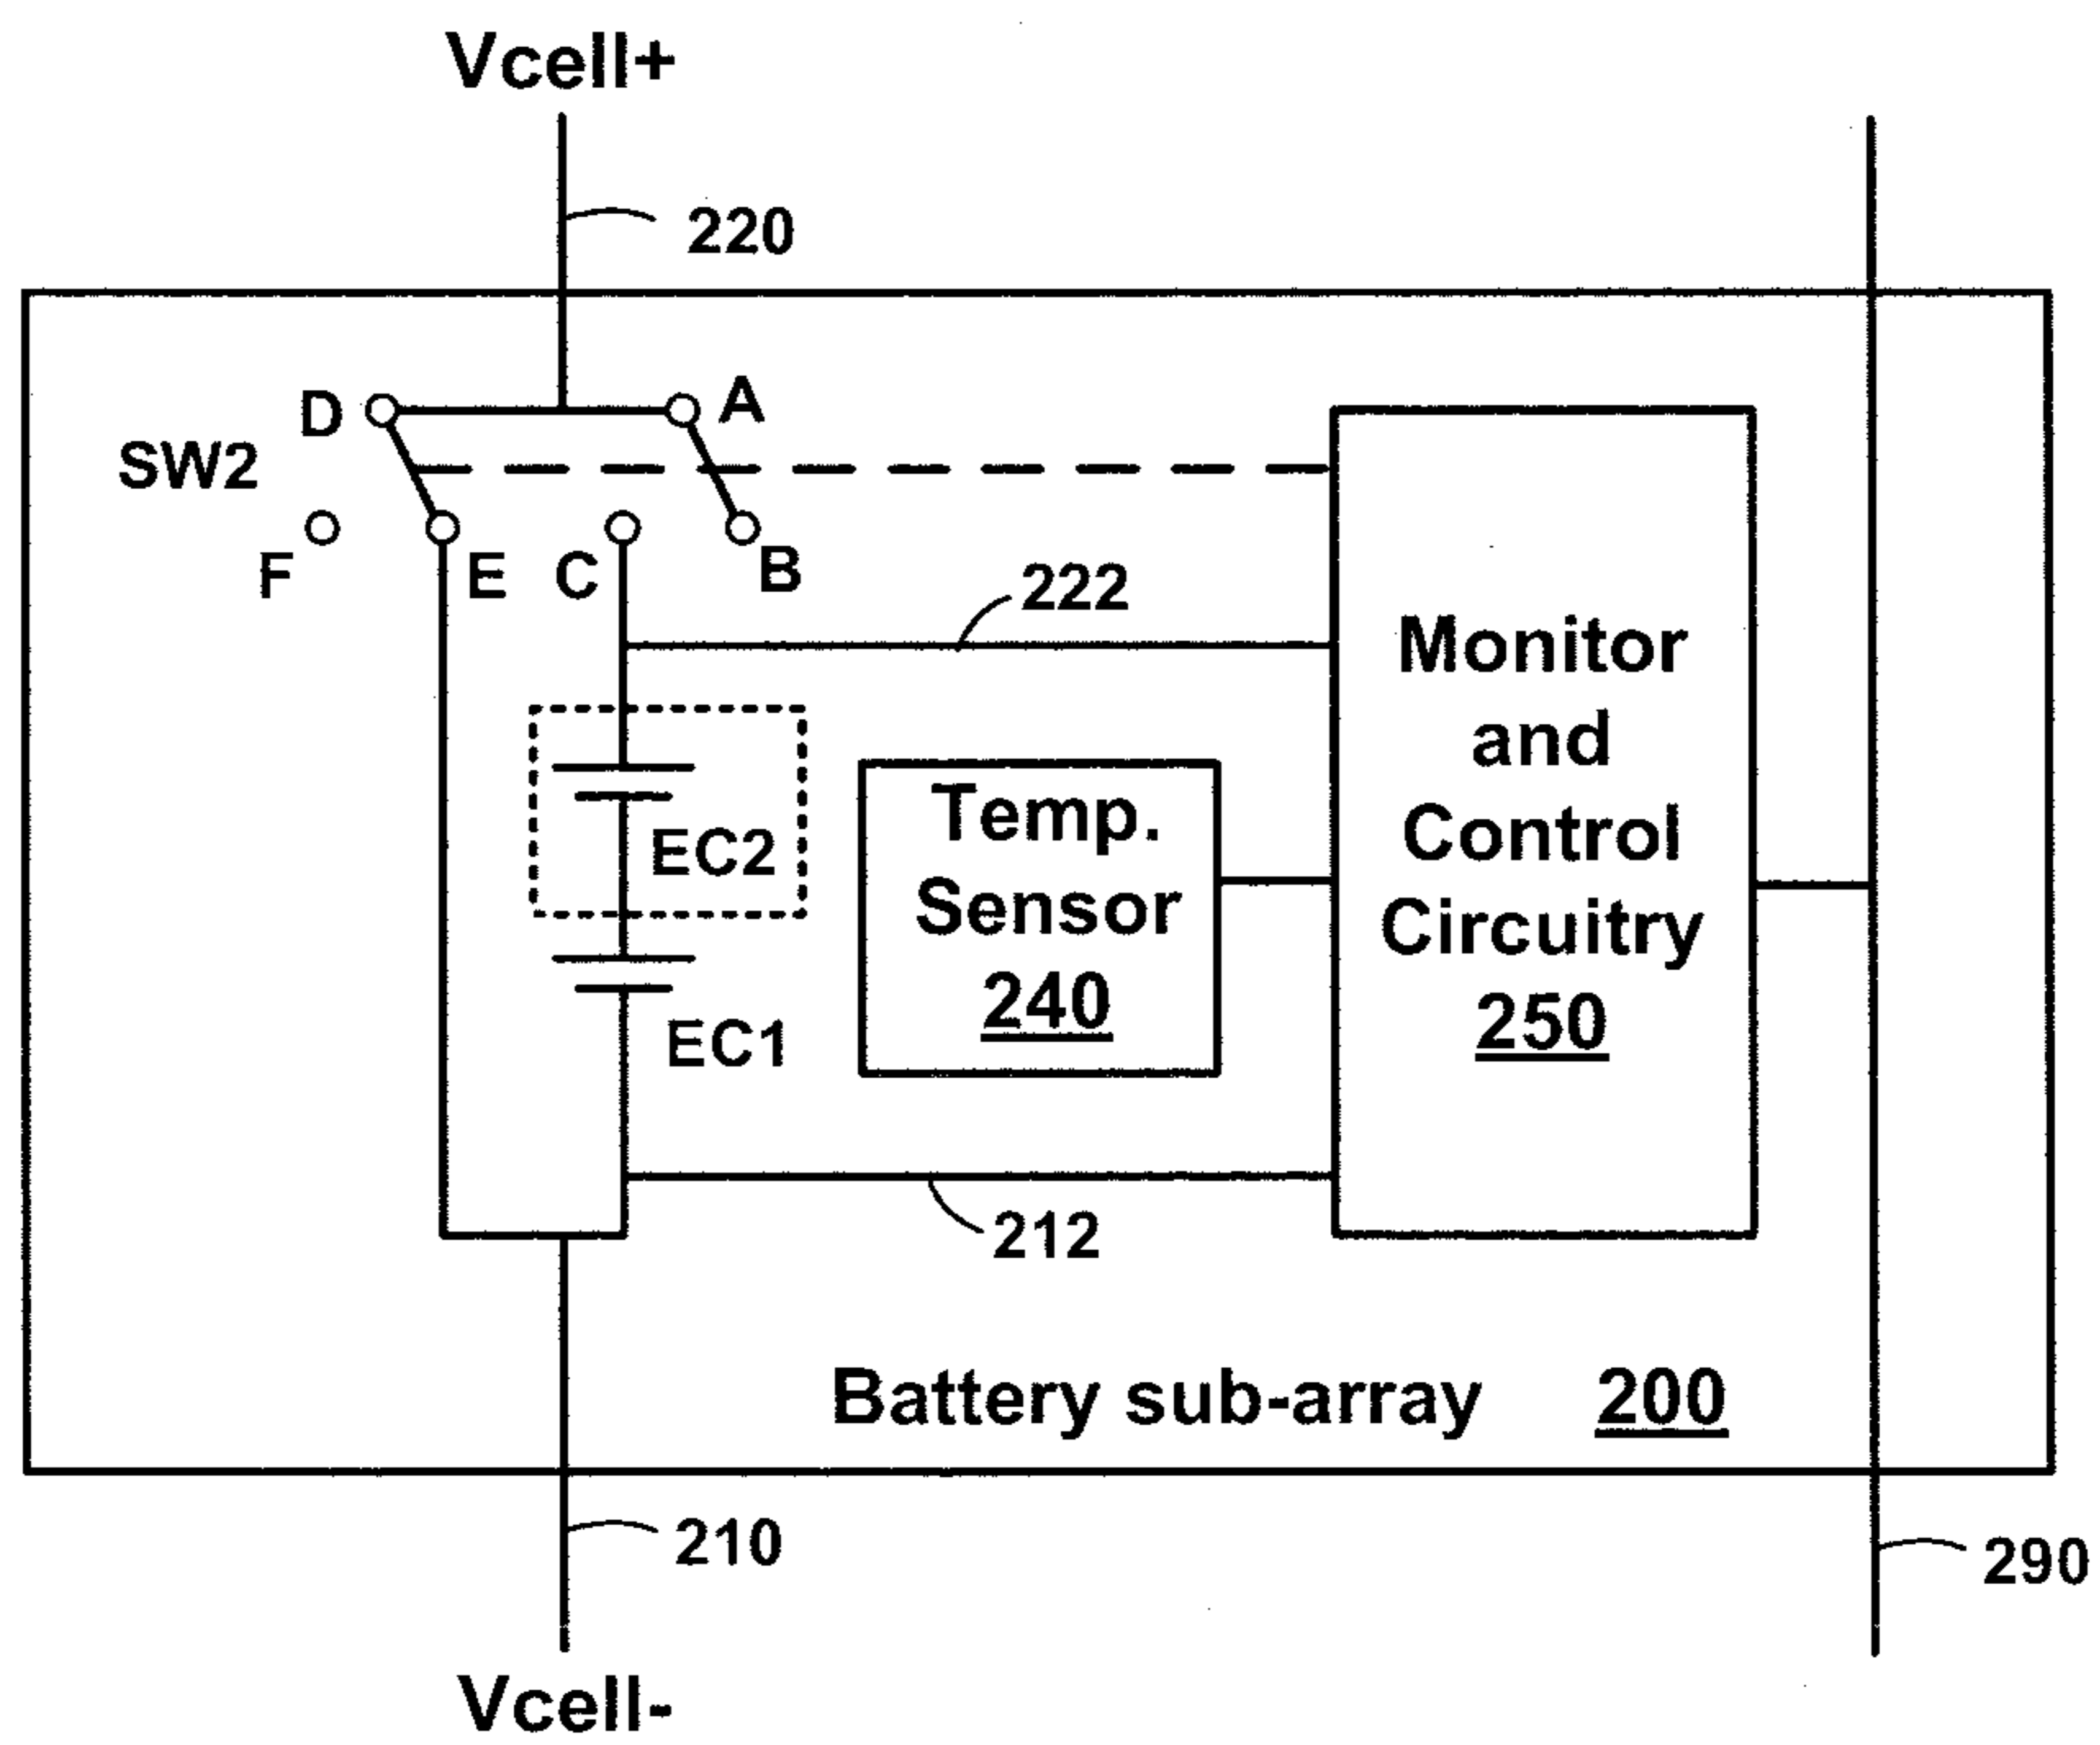 Vcell+
220
D
A
SW2
F
E
C
B
222
Monitor
and
Control
Circuitry
250
Temp.
Sensor
240
EC2
EC1
212
Battery sub-array 200
210
290
Vcell-